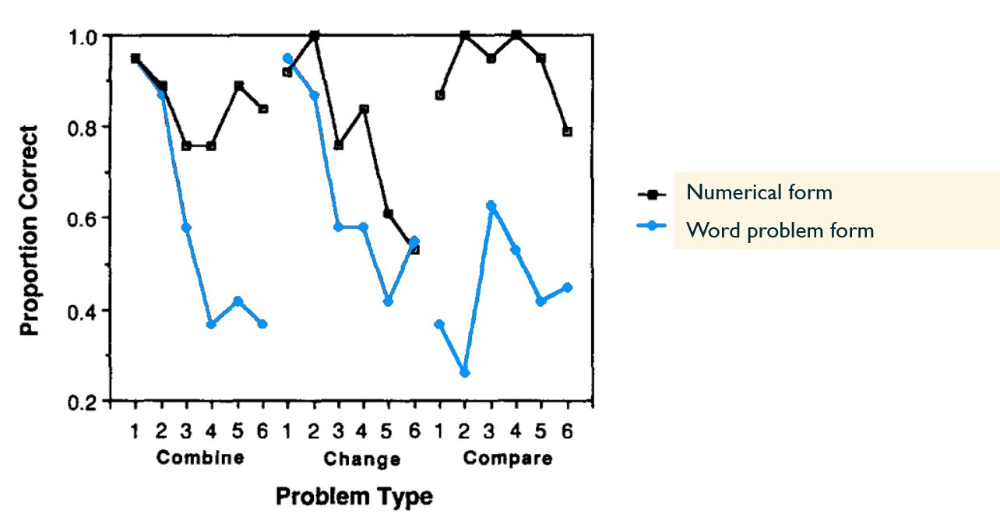 1.0
0.8
0.6
0.4
0.2
Proportion Correct
1 2 3 4 5 6 1 2 3 4 5 6 1 2 3 4 5 6
Combine Change Compare
Problem Type
Numerical form
Word problem form